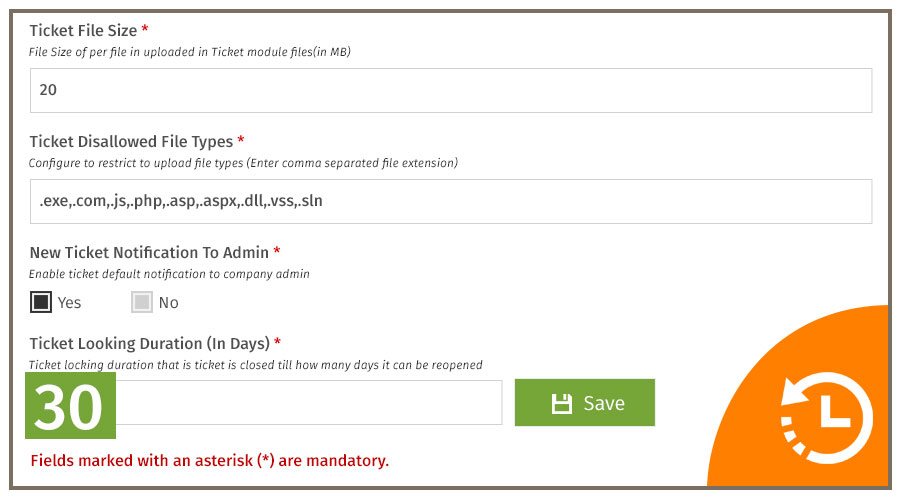 Ticket File Size *
File Size of per file in uploaded in Ticket module files(in MB)
20
Ticket Disallowed File Types *
Configure to restrict to upload file types (Enter comma separated file extension)
.exe,.com,.js,.php,.asp,.aspx,.dll,.vss,.sln
New Ticket Notification To Admin *
Enable ticket default notification to company admin
Yes No
Ticket Looking Duration (In Days) *
Ticket locking duration that is ticket is closed till how many days it can be reopened
30 Save
Fields marked with an asterisk (*) are mandatory.